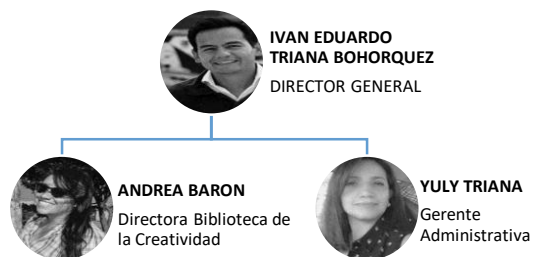 IVAN EDUARDO
TRIANA BOHORQUEZ
DIRECTOR GENERAL
ANDREA BARON
Directora Biblioteca de
la Creatividad
YULY TRIANA
Gerente
Administrativa